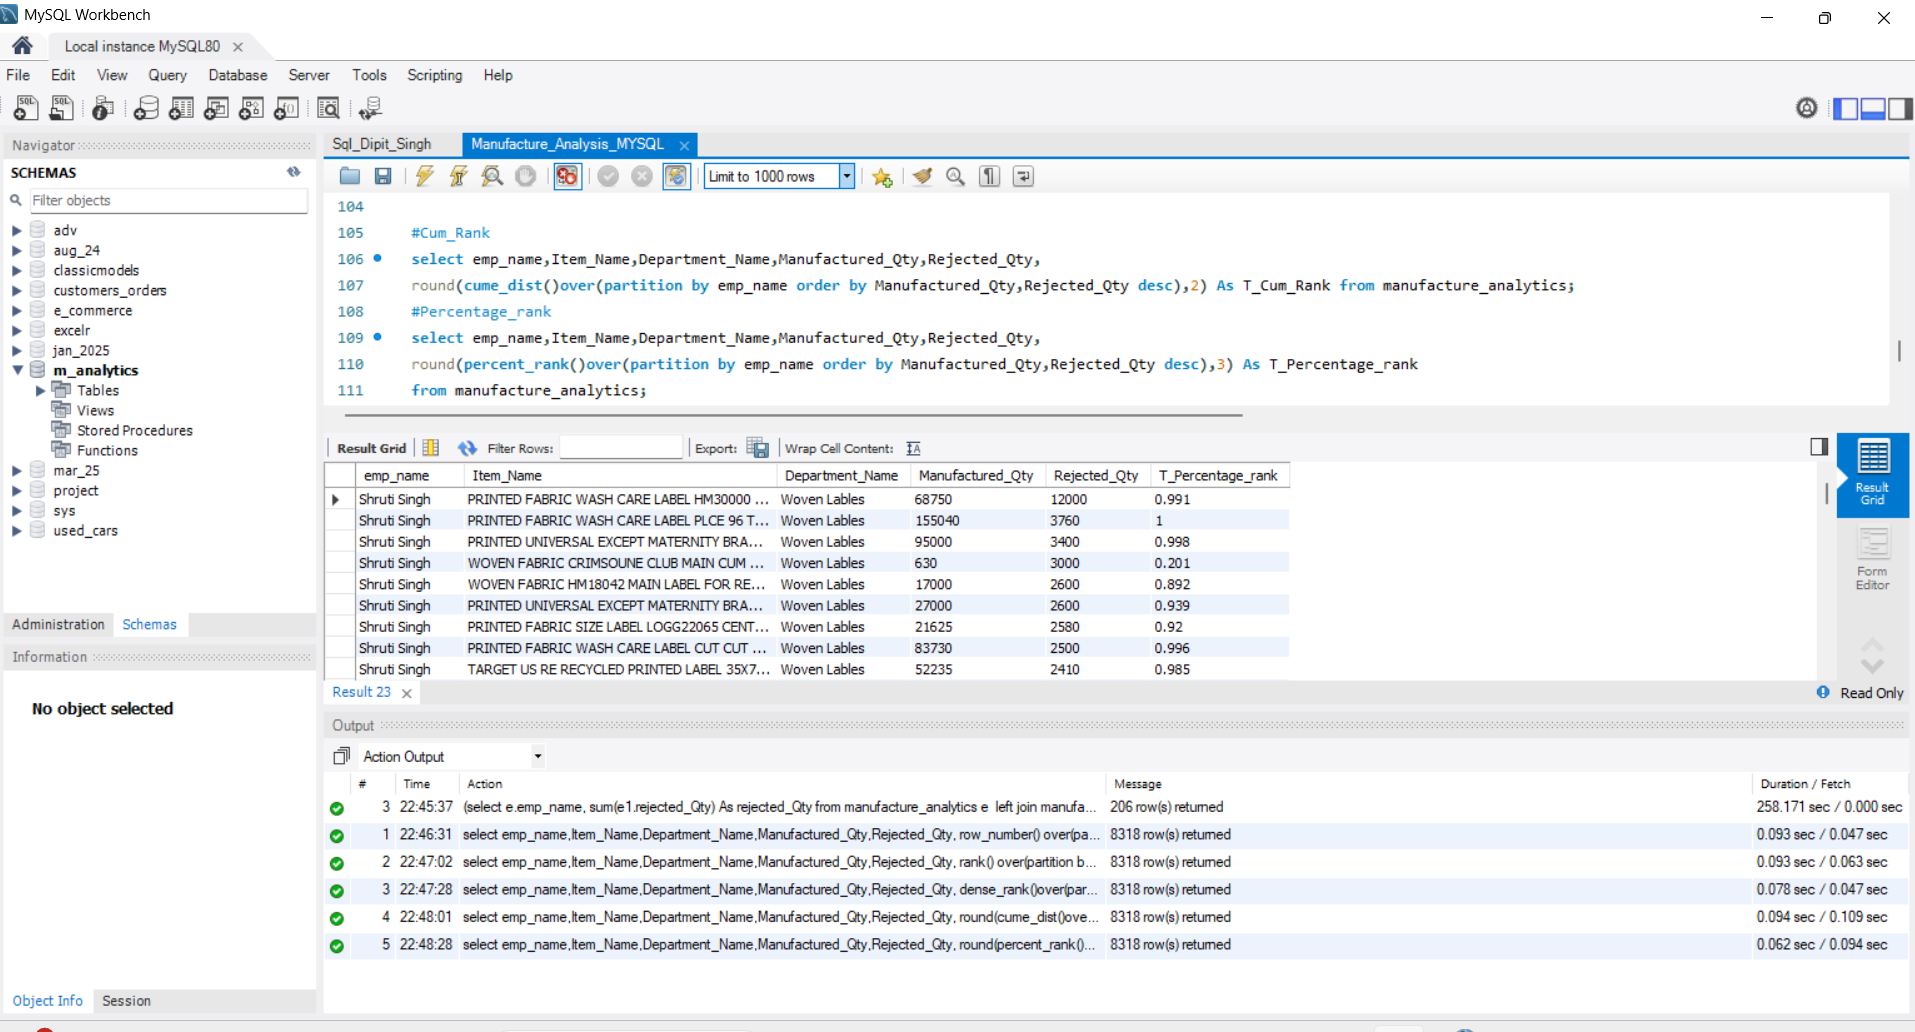 MySQL Workbench
Local instance MySQL80
File Edit View Query Database Server Tools Scripting Help
Navigator
SCHEMAS
Filter objects
adv
aug_24
classicmodels
customers_orders
e_commerce
excelr
jan_2025
m_analytics
Tables
Views
Stored Procedures
Functions
mar_25
project
sys
used_cars
Administration Schemas
Information
No object selected
Object Info Session
Sql_Dipit_Singh Manufacture_Analysis_MYSQL
Limit to 1000 rows
104
105 #Cum_Rank
106 select emp_name,Item_Name,Department_Name,Manufactured_Qty,Rejected_Qty,
107 round(cume_dist()over(partition by emp_name order by Manufactured_Qty,Rejected_Qty desc),2) As T_Cum_Rank from manufacture_analytics;
108 #Percentage_rank
109 select emp_name,Item_Name,Department_Name,Manufactured_Qty,Rejected_Qty,
110 round(percent_rank()over(partition by emp_name order by Manufactured_Qty,Rejected_Qty desc),3) As T_Percentage_rank
111 from manufacture_analytics;
Result Grid Filter Rows: Export: Wrap Cell Content:
emp_name Item_Name Department_Name Manufactured_Qty Rejected_Qty T_Percentage_rank
Shruti Singh PRINTED FABRIC WASH CARE LABEL HM30000 ... Woven Lables 68750 12000 0.991
Shruti Singh PRINTED FABRIC WASH CARE LABEL PLCE 96 T... Woven Lables 155040 3760 1
Shruti Singh PRINTED UNIVERSAL EXCEPT MATERNITY BRA... Woven Lables 95000 3400 0.998
Shruti Singh WOVEN FABRIC CRIMSOUNE CLUB MAIN CUM ... Woven Lables 630 3000 0.201
Shruti Singh WOVEN FABRIC HM18042 MAIN LABEL FOR RE... Woven Lables 17000 2600 0.892
Shruti Singh PRINTED UNIVERSAL EXCEPT MATERNITY BRA... Woven Lables 27000 2600 0.939
Shruti Singh PRINTED FABRIC SIZE LABEL LOGG22065 CENT... Woven Lables 21625 2580 0.92
Shruti Singh PRINTED FABRIC WASH CARE LABEL CUT CUT ... Woven Lables 83730 2500 0.996
Shruti Singh TARGET US RE RECYCLED PRINTED LABEL 35X7... Woven Lables 52235 2410 0.985
Result Grid
Form Editor
Result 23
Read Only
Output
Action Output
# Time Action Message Duration / Fetch
3 22:45:37 (select e.emp_name, sum(e1.rejected_Qty) As rejected_Qty from manufacture_analytics e left join manufa... 206 row(s) returned 258.171 sec / 0.000 sec
1 22:46:31 select emp_name,Item_Name,Department_Name,Manufactured_Qty,Rejected_Qty, row_number() over(pa... 8318 row(s) returned 0.093 sec / 0.047 sec
2 22:47:02 select emp_name,Item_Name,Department_Name,Manufactured_Qty,Rejected_Qty, rank() over(partition b... 8318 row(s) returned 0.093 sec / 0.063 sec
3 22:47:28 select emp_name,Item_Name,Department_Name,Manufactured_Qty,Rejected_Qty, dense_rank()over(par... 8318 row(s) returned 0.078 sec / 0.047 sec
4 22:48:01 select emp_name,Item_Name,Department_Name,Manufactured_Qty,Rejected_Qty, round(cume_dist()ove... 8318 row(s) returned 0.094 sec / 0.109 sec
5 22:48:28 select emp_name,Item_Name,Department_Name,Manufactured_Qty,Rejected_Qty, round(percent_rank()... 8318 row(s) returned 0.062 sec / 0.094 sec